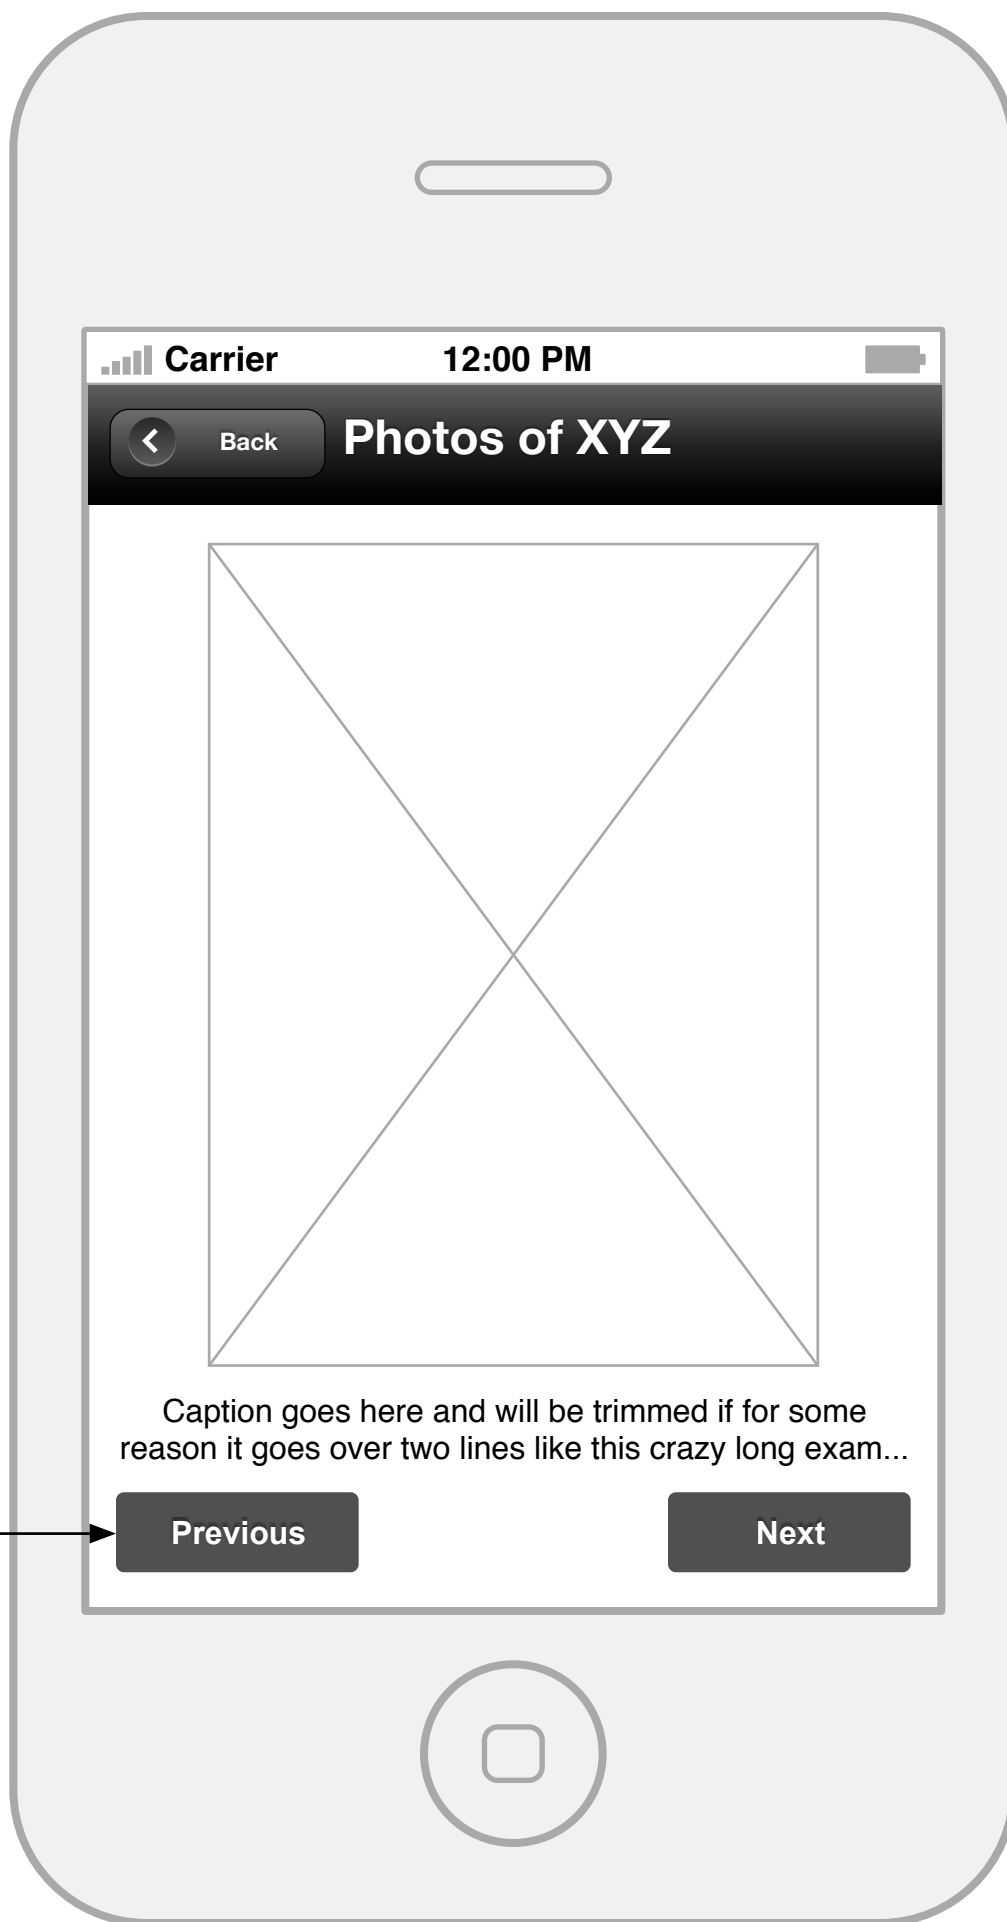 Carrier 12:00 PM
Back Photos of XYZ
Caption goes here and will be trimmed if for some
reason it goes over two lines like this crazy long exam...
Previous Next